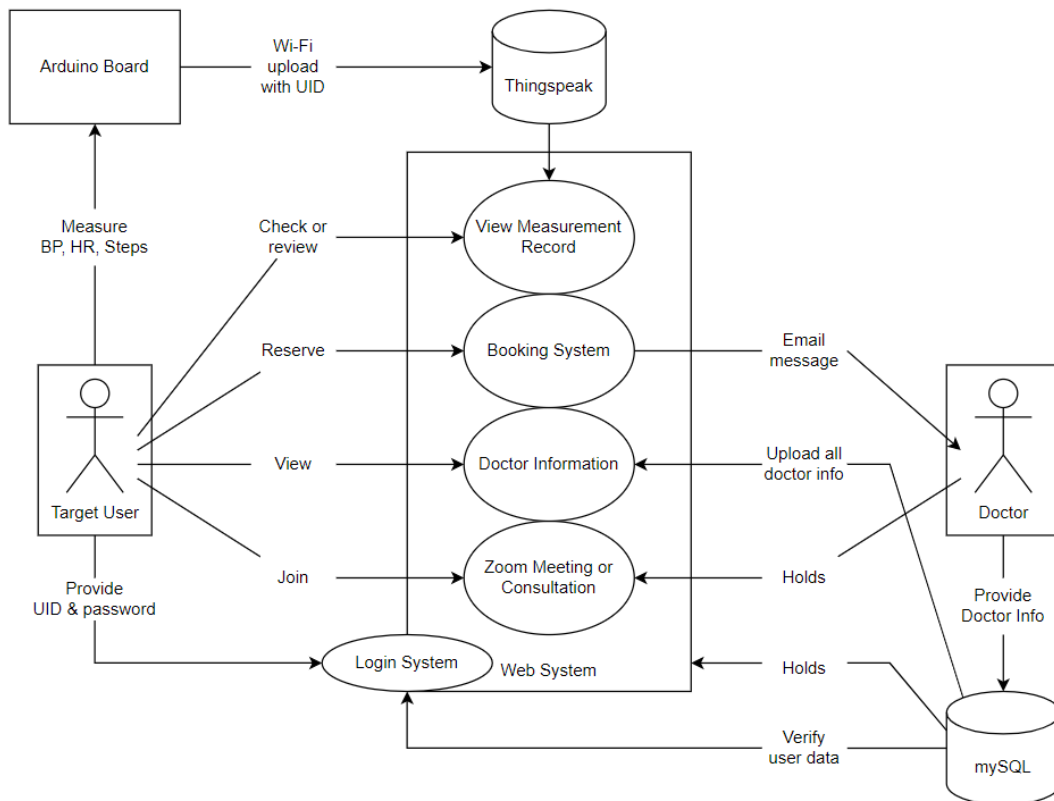 Arduino Board
Wi-Fi
upload
with UID
Thingspeak
Measure
BP, HR, Steps
Check or
review
View Measurement
Record
Reserve
Booking System
Email
message
Target User
View
Doctor Information
Upload all
doctor info
Doctor
Join
Zoom Meeting or
Consultation
Holds
Provide
UID & password
Provide
Doctor Info
Login System
Web System
Holds
Verify
user data
mySQL